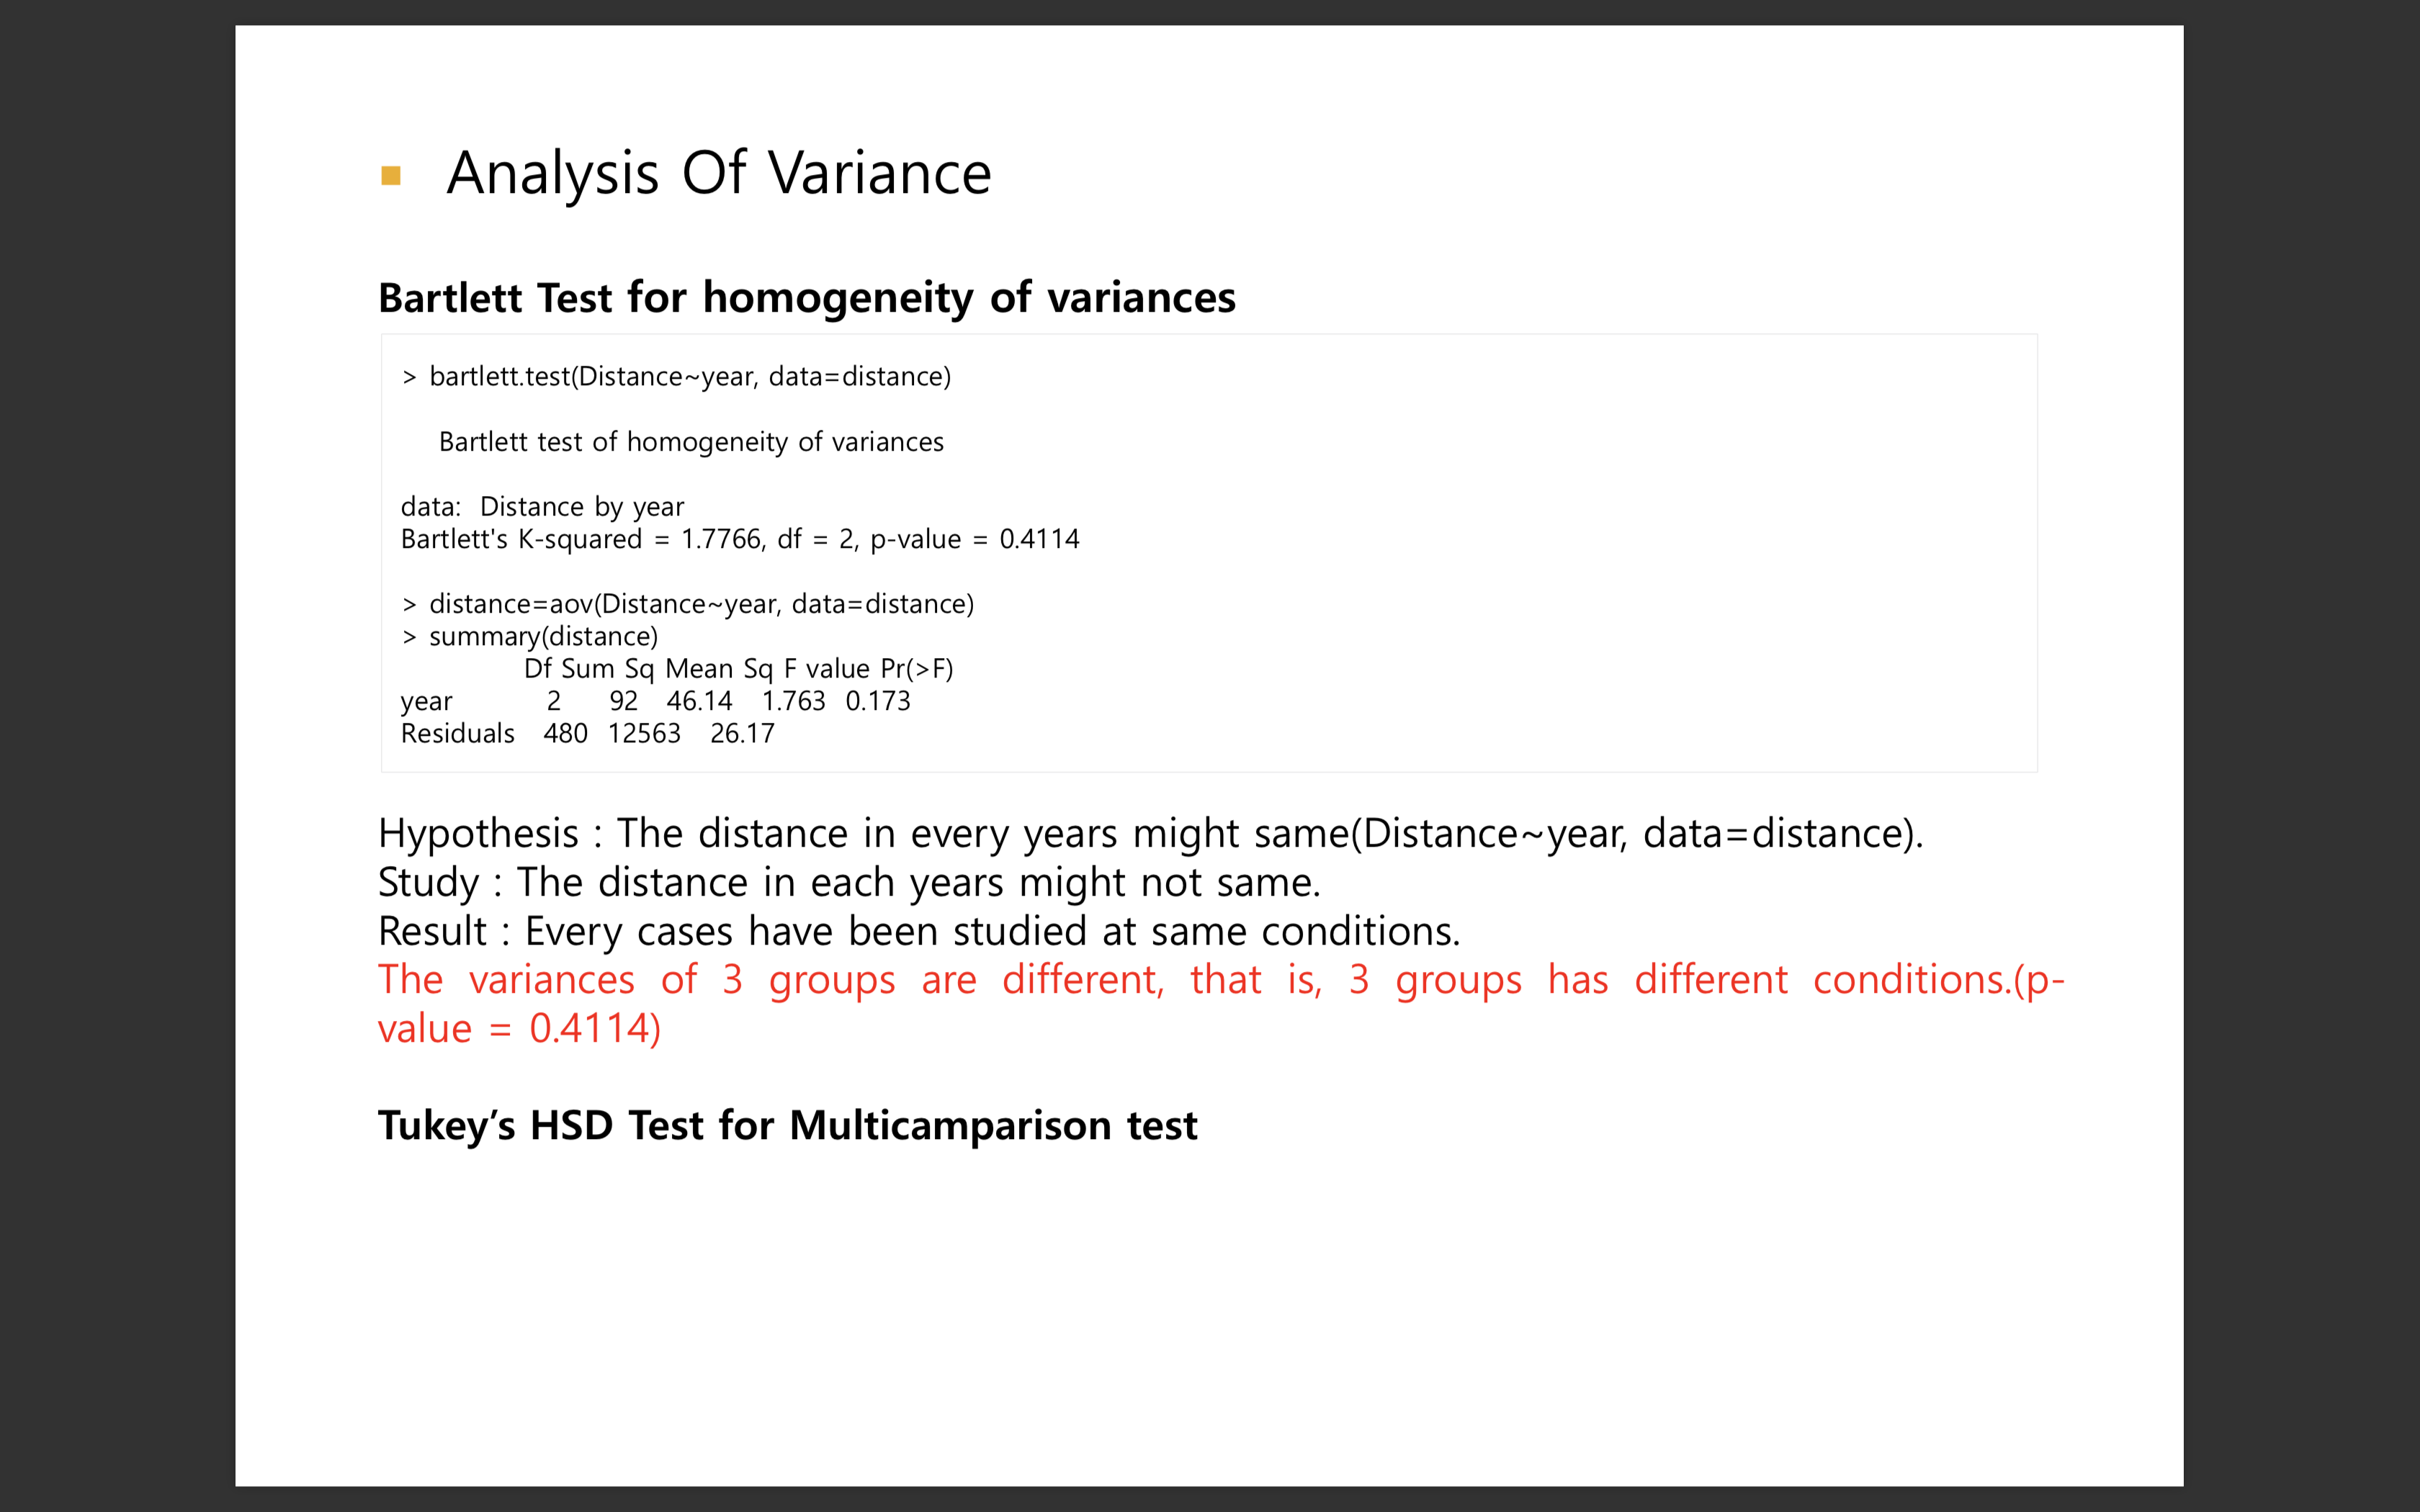 Analysis Of Variance
Bartlett Test for homogeneity of variances
> bartlett.test(Distance~year, data=distance)
Bartlett test of homogeneity of variances
data:  Distance by year
Bartlett's K-squared = 1.7766, df = 2, p-value = 0.4114
> distance=aov(Distance~year, data=distance)
> summary(distance)
Df Sum Sq Mean Sq F value Pr(>F)
year 2 92 46.14 1.763 0.173
Residuals 480 12563 26.17
Hypothesis : The distance in every years might same(Distance~year, data=distance).
Study : The distance in each years might not same.
Result : Every cases have been studied at same conditions.
The variances of 3 groups are different, that is, 3 groups has different conditions.(p-
value = 0.4114)
Tukey’s HSD Test for Multicamparison test